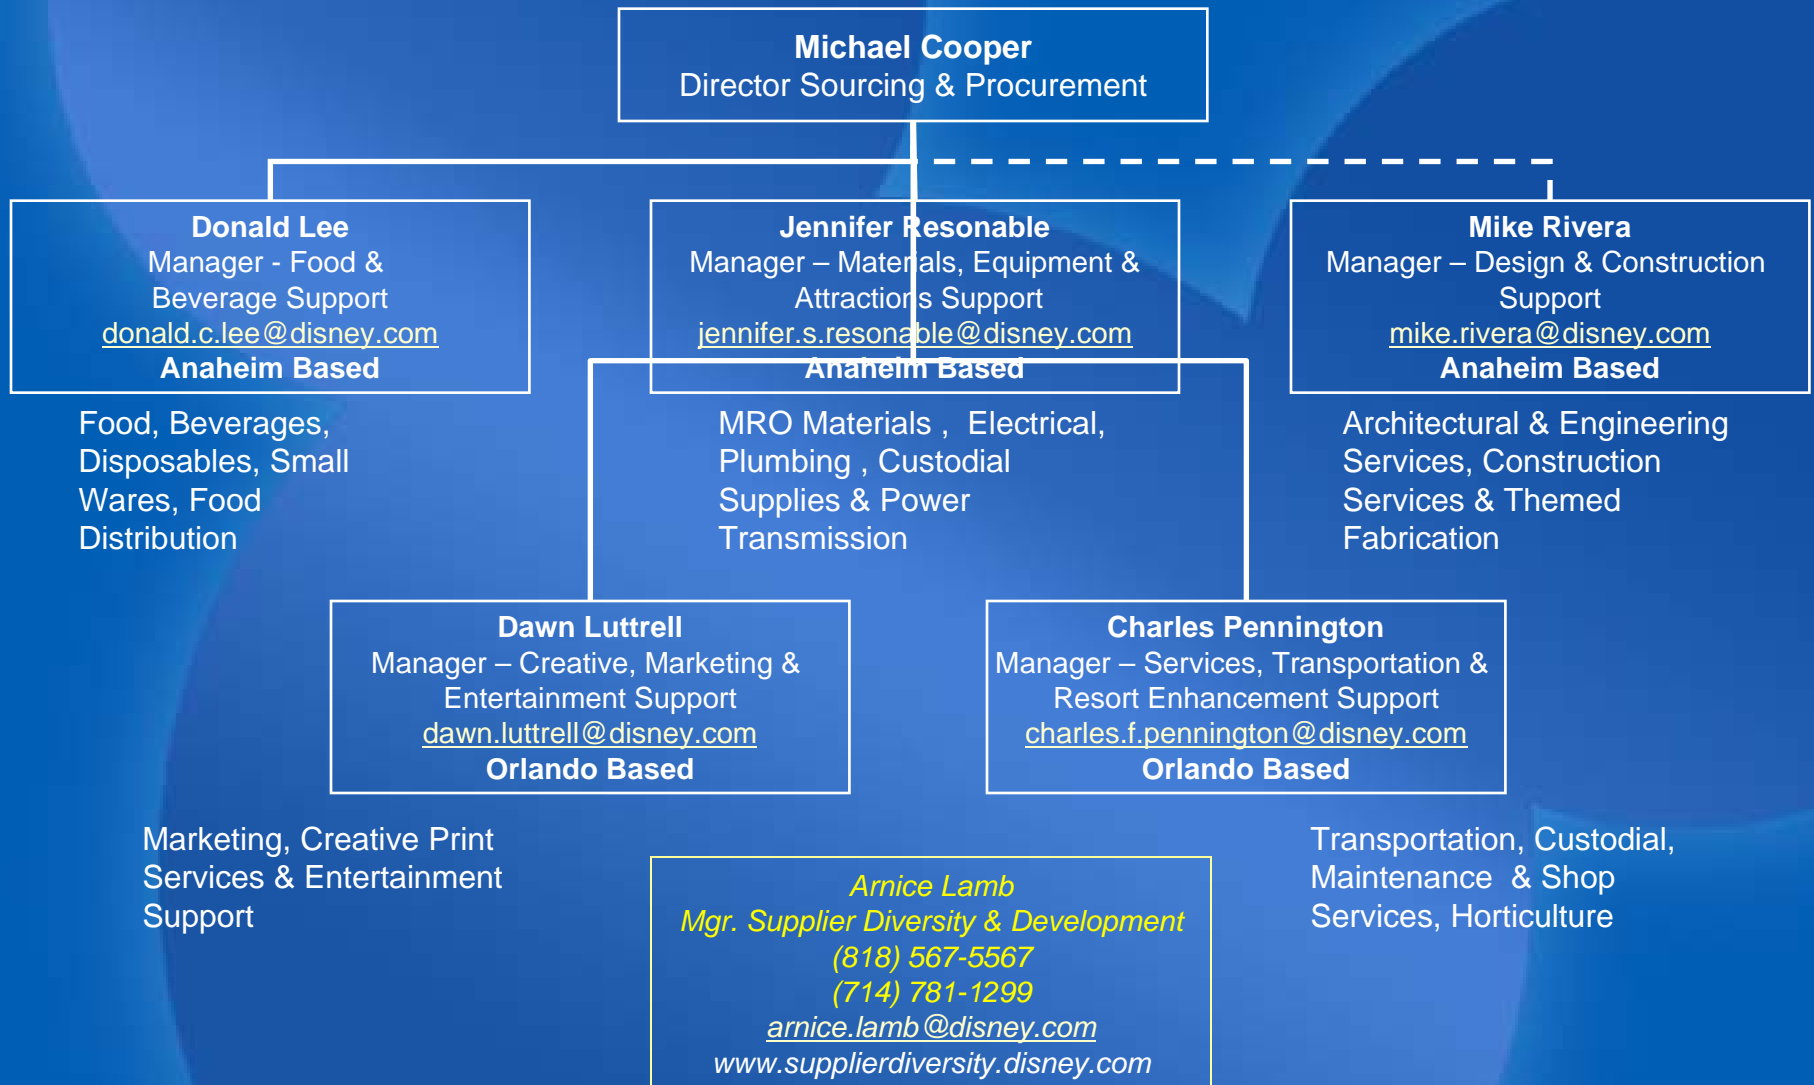 Michael Cooper
Director Sourcing & Procurement
Donald Lee
Manager - Food &
Beverage Support
donald.c.lee@disney.com
Anaheim Based
Food, Beverages,
Disposables, Small
Wares, Food
Distribution
Jennifer Resonable
Manager – Materials, Equipment &
Attractions Support
jennifer.s.resonable@disney.com
Anaheim Based
MRO Materials , Electrical,
Plumbing , Custodial
Supplies & Power
Transmission
Mike Rivera
Manager – Design & Construction
Support
mike.rivera@disney.com
Anaheim Based
Architectural & Engineering
Services, Construction
Services & Themed
Fabrication
Dawn Luttrell
Manager – Creative, Marketing &
Entertainment Support
dawn.luttrell@disney.com
Orlando Based
Marketing, Creative Print
Services & Entertainment
Support
Charles Pennington
Manager – Services, Transportation &
Resort Enhancement Support
charles.f.pennington@disney.com
Orlando Based
Transportation, Custodial,
Maintenance & Shop
Services, Horticulture
Arnice Lamb
Mgr. Supplier Diversity & Development
(818) 567-5567
(714) 781-1299
arnice.lamb@disney.com
www.supplierdiversity.disney.com